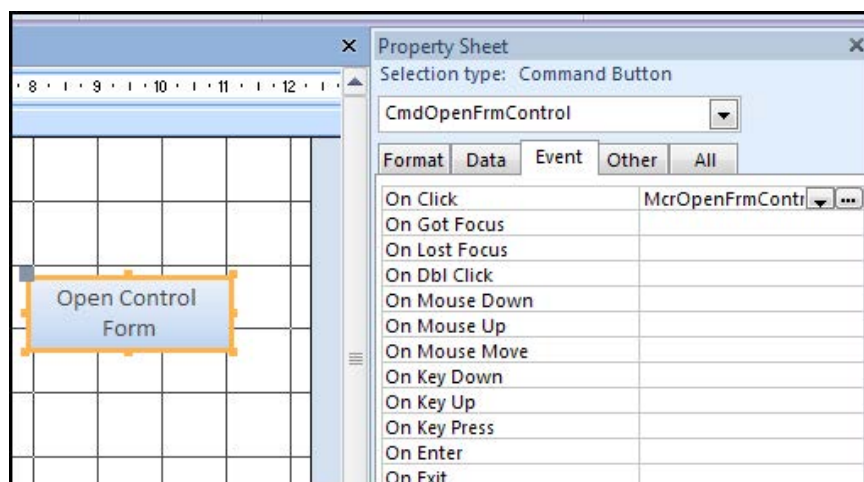 Property Sheet
Selection type: Command Button
8 9 10 11 12
CmdOpenFrmControl
Format Data Event Other All
On Click McrOpenFrmContr
On Got Focus
On Lost Focus
On Dbl Click
On Mouse Down
On Mouse Up
On Mouse Move
On Key Down
On Key Up
On Key Press
On Enter
On Exit
Open Control
Form